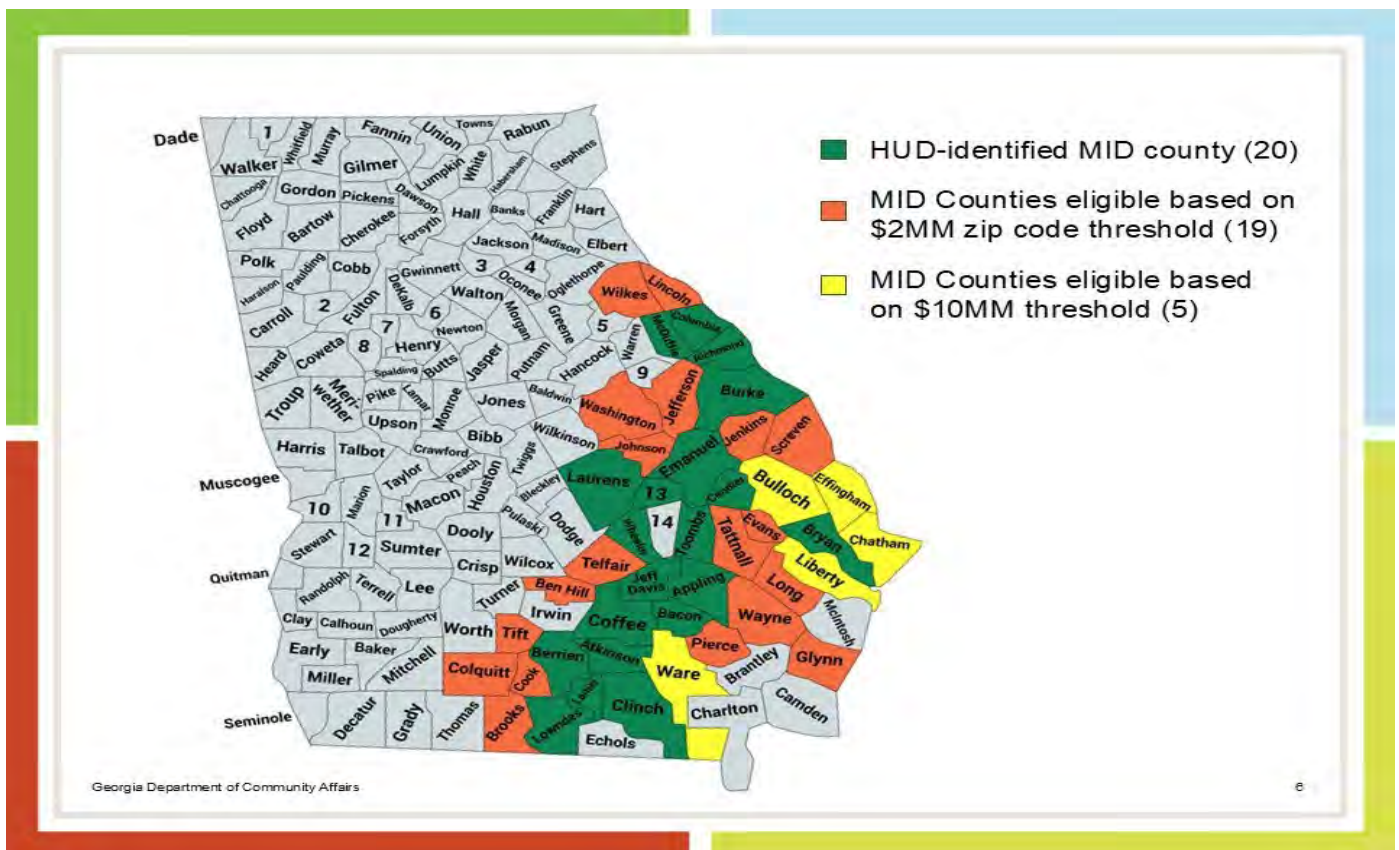 Dade
1
Whitfield
Murray
Fannin
Union
Towns
Rabun
Walker
Gilmer
Lumpkin
White
Habersham
Stephens
Chattooga
Gordon
Pickens
Dawson
Hall
Banks
Franklin
Hart
Floyd
Bartow
Cherokee
Forsyth
Jackson
Madison
Elbert
Polk
Paulding
Cobb
Gwinnett
3
4
Oconee
Oglethorpe
Haralson
DeKalb
Walton
Wilkes
Lincoln
Carroll
2
Fulton
6
Newton
Morgan
Greene
5
Warren
McDuffie
Columbia
Richmond
Heard
Coweta
8
7
Henry
Spalding
Butts
Jasper
Putnam
Hancock
9
Burke
Troup
Meri-
wether
Pike
Lamar
Monroe
Jones
Baldwin
Washington
Jefferson
Jenkins
Screven
Upson
Bibb
Wilkinson
Johnson
Emanuel
Harris
Talbot
Crawford
Twiggs
Laurens
Bulloch
Effingham
Muscogee
Taylor
Peach
Houston
Bleckley
13
Candler
10
Marion
11
Macon
Pulaski
Dodge
Wheeler
14
Toombs
Tattnall
Evans
Bryan
Chatham
Stewart
12
Sumter
Dooly
Wilcox
Telfair
Liberty
Quitman
Randolph
Terrell
Lee
Crisp
Turner
Ben Hill
Jeff
Davis
Appling
Long
McIntosh
Clay
Calhoun
Dougherty
Worth
Tift
Irwin
Coffee
Bacon
Wayne
Early
Baker
Mitchell
Berrien
Atkinson
Pierce
Brantley
Glynn
Miller
Colquitt
Cook
Ware
Seminole
Decatur
Grady
Thomas
Brooks
Lowndes
Lanier
Clinch
Charlton
Camden
Echols
HUD-identified MID county (20)
MID Counties eligible based on
$2MM zip code threshold (19)
MID Counties eligible based
on $10MM threshold (5)
Georgia Department of Community Affairs
6